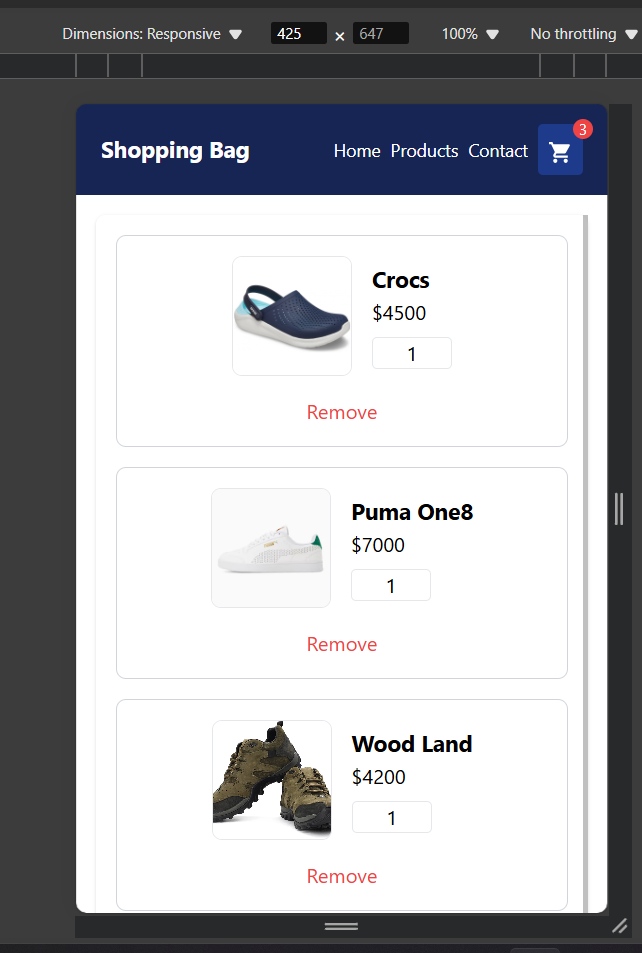 Dimensions: Responsive 425 × 647 100% No throttling
Shopping Bag Home Products Contact 3
Crocs
$4500
1
Remove
Puma One8
$7000
1
Remove
Wood Land
$4200
1
Remove